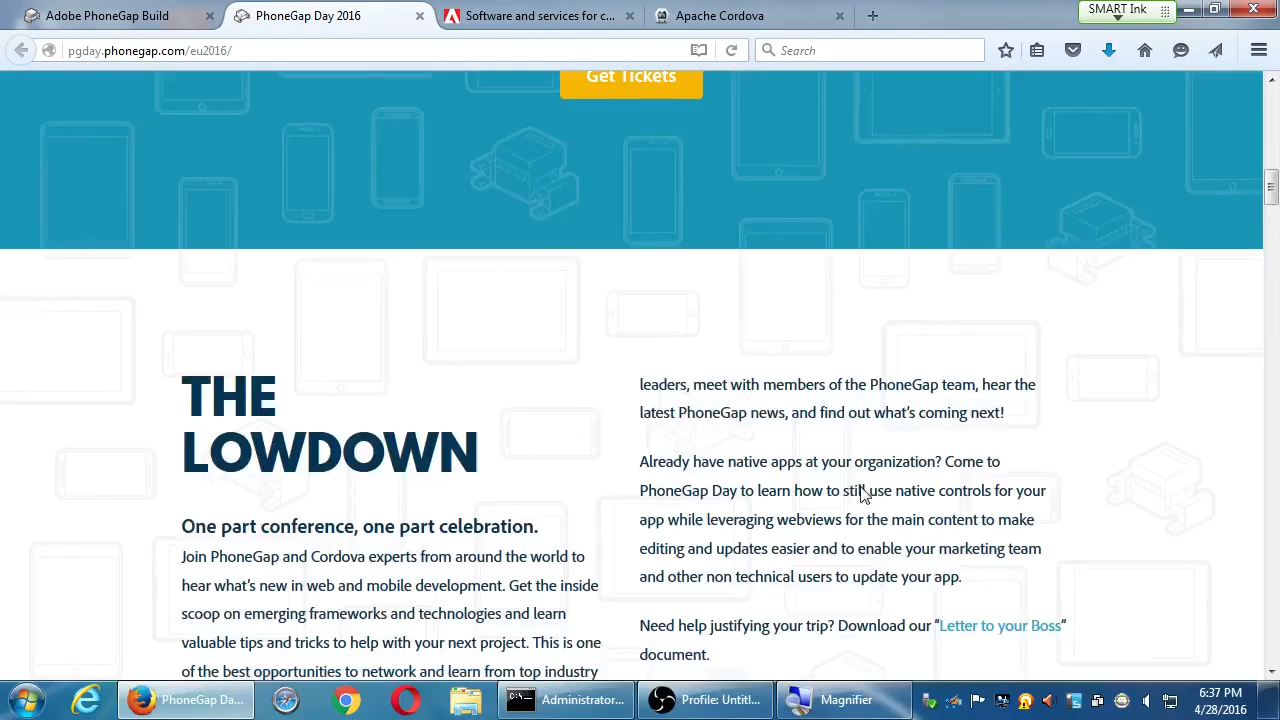 Adobe PhoneGap Build
PhoneGap Day 2016
Software and services for c...
Apache Cordova
SMART Ink
pgday.phonegap.com/eu2016/
Search
Get Tickets
THE
LOWDOWN
One part conference, one part celebration.
Join PhoneGap and Cordova experts from around the world to
hear what's new in web and mobile development. Get the inside
scoop on emerging frameworks and technologies and learn
valuable tips and tricks to help with your next project. This is one
of the best opportunities to network and learn from top industry
leaders, meet with members of the PhoneGap team, hear the
latest PhoneGap news, and find out what's coming next!
Already have native apps at your organization? Come to
PhoneGap Day to learn how to still use native controls for your
app while leveraging webviews for the main content to make
editing and updates easier and to enable your marketing team
and other non technical users to update your app.
Need help justifying your trip? Download our “Letter to your Boss”
document.
PhoneGap Da...
Administrator...
Profile: Untitl...
Magnifier
6:37 PM
4/28/2016